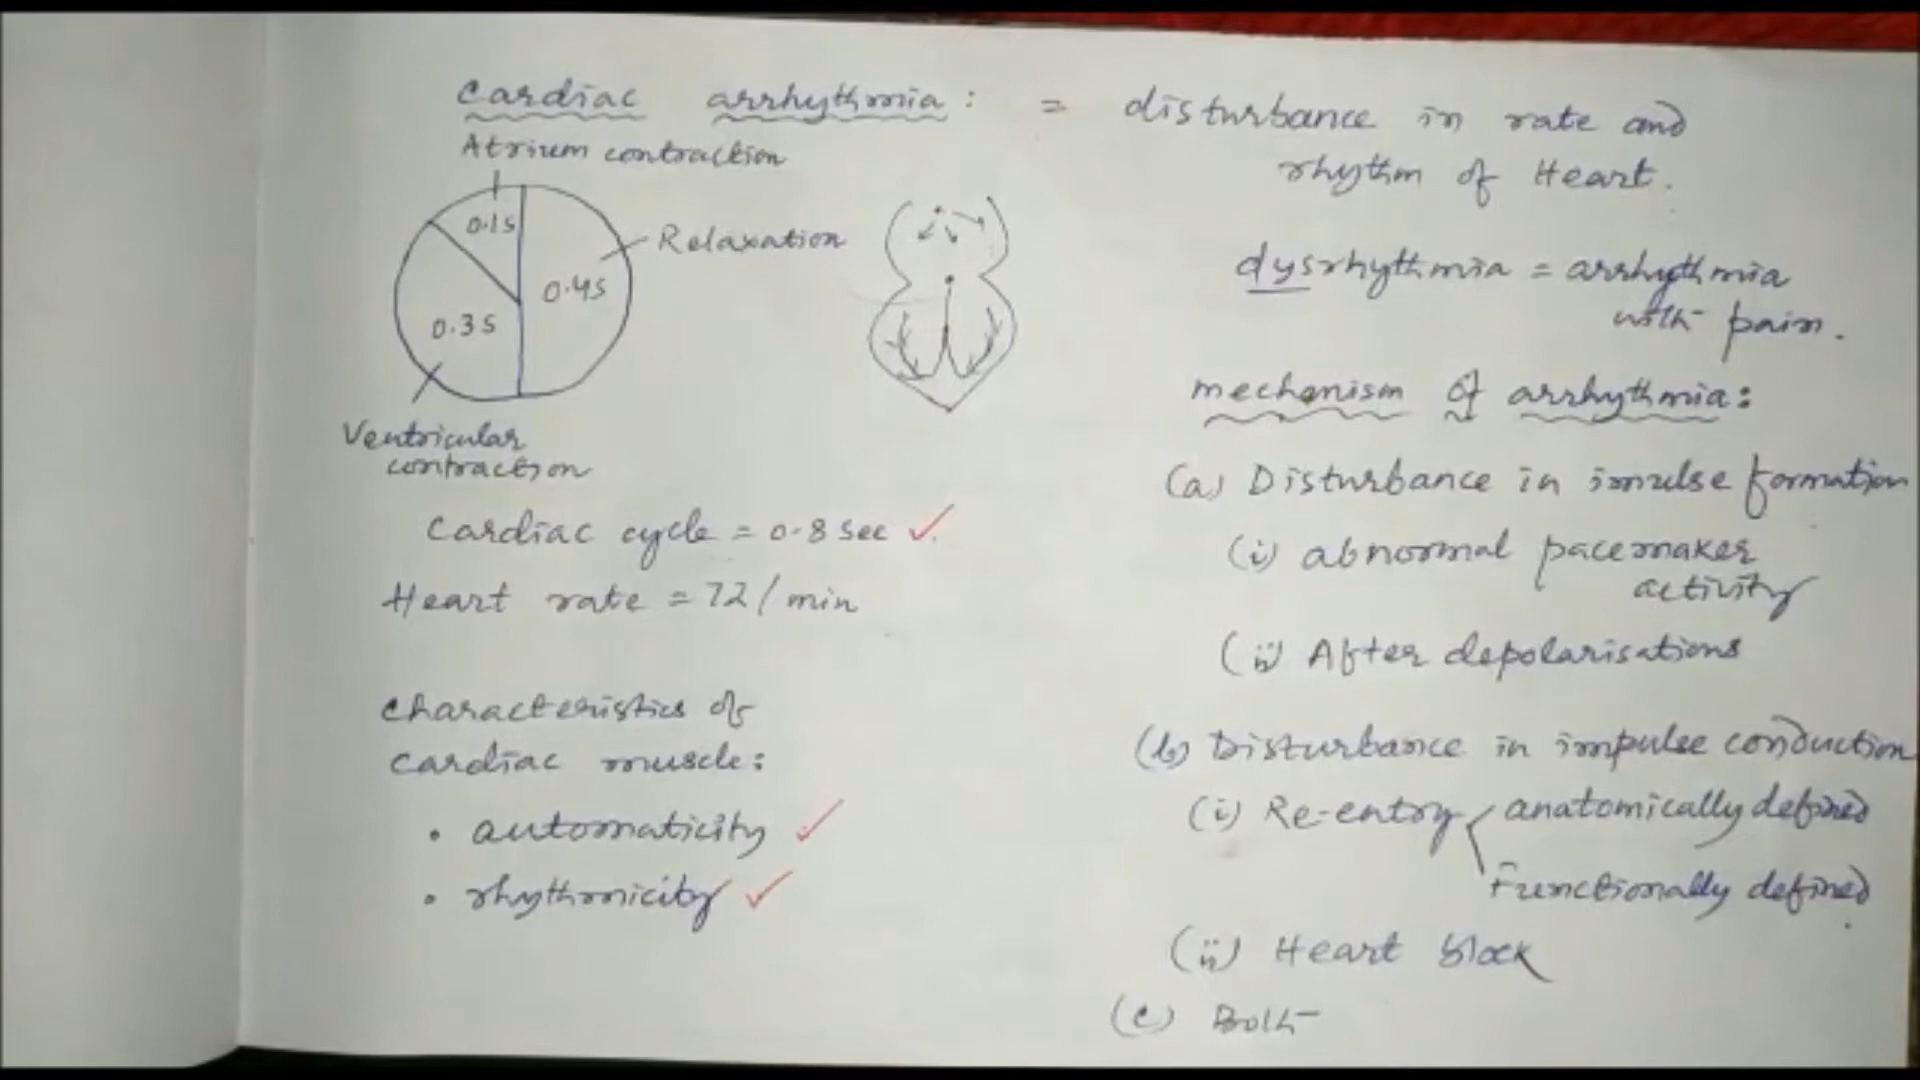 Cardiac arrhythmia : = disturbance in rate and
rhythm of Heart.
Atrium contraction
0.1s
Relaxation
0.4s
0.3s
Ventricular
contraction
Cardiac cycle = 0.8 sec ✓
Heart rate = 72/min
characteristics of
cardiac muscle:
• automaticity ✓
• rhythmicity ✓
dysrhythmia = arrhythmia
with pain.
mechanism of arrhythmia:
(a) Disturbance in impulse formation
(i) abnormal pacemaker
activity
(ii) After depolarisations
(b) Disturbance in impulse conduction
(i) Re-entry anatomically defined
Functionally defined
(ii) Heart block
(c) Both